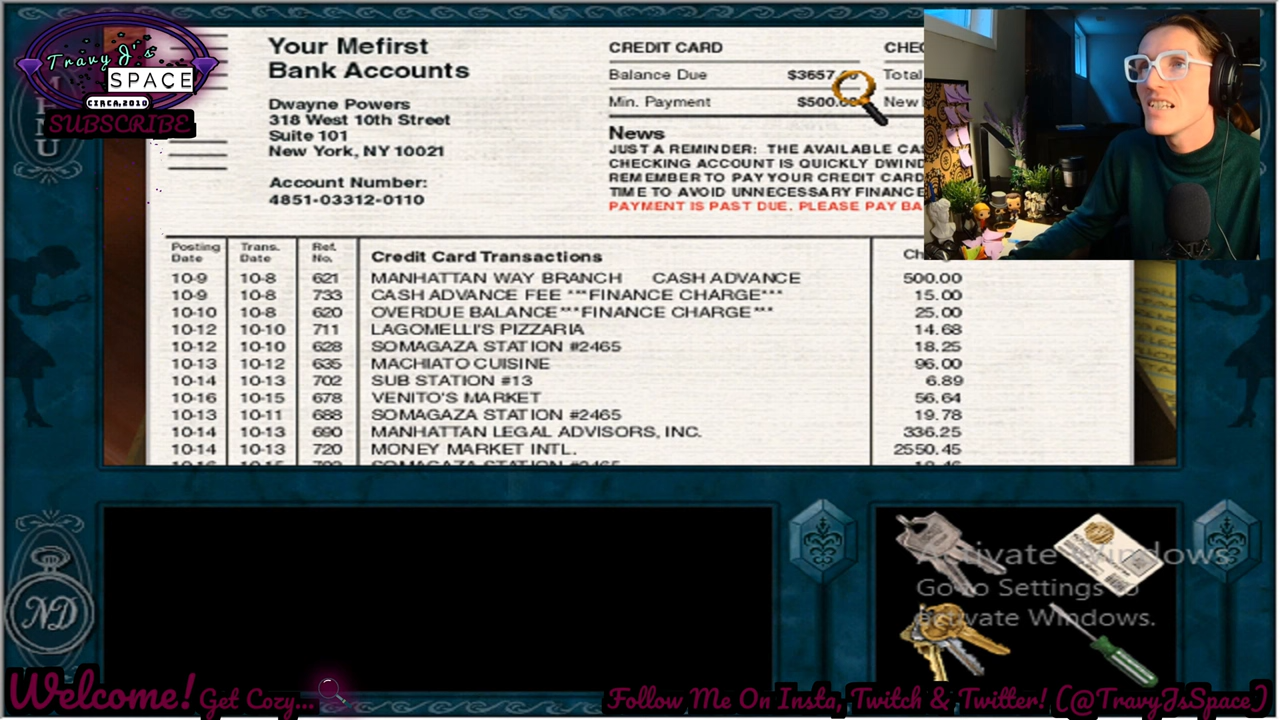 Travy J's
SPACE
CIRCA.2010
SUBSCRIBE
MENU
Your Mefirst
Bank Accounts
Dwayne Powers
318 West 10th Street
Suite 101
New York, NY 10021
Account Number:
4851-03312-0110
CREDIT CARD
Balance Due $3657
Min. Payment $500.
Total
New
News
JUST A REMINDER: THE AVAILABLE
CHECKING ACCOUNT IS QUICKLY
REMEMBER TO PAY YOUR CREDIT CARD
TIME TO AVOID UNNECESSARY FINANCE
PAYMENT IS PAST DUE. PLEASE PAY
Posting Date Trans. Date Ref. No. Credit Card Transactions
10-9 10-8 621 MANHATTAN WAY BRANCH CASH ADVANCE 500.00
10-9 10-8 733 CASH ADVANCE FEE ***FINANCE CHARGE*** 15.00
10-10 10-8 620 OVERDUE BALANCE***FINANCE CHARGE*** 25.00
10-12 10-10 711 LAGOMELLI'S PIZZARIA 14.68
10-12 10-10 628 SOMAGAZA STATION #2465 18.25
10-13 10-12 635 MACHIATO CUISINE 96.00
10-14 10-13 702 SUB STATION #13 6.89
10-16 10-15 678 VENITO'S MARKET 56.64
10-13 10-11 688 SOMAGAZA STATION #2465 19.78
10-14 10-13 690 MANHATTAN LEGAL ADVISORS, INC. 336.25
10-14 10-13 720 MONEY MARKET INTL. 2550.45
SOMAGAZA STATION #2465
ND
Activate Windows
Go to Settings to
activate Windows.
Welcome! Get Cozy...
Follow Me On Insta, Twitch & Twitter! (@TravyJsSpace)